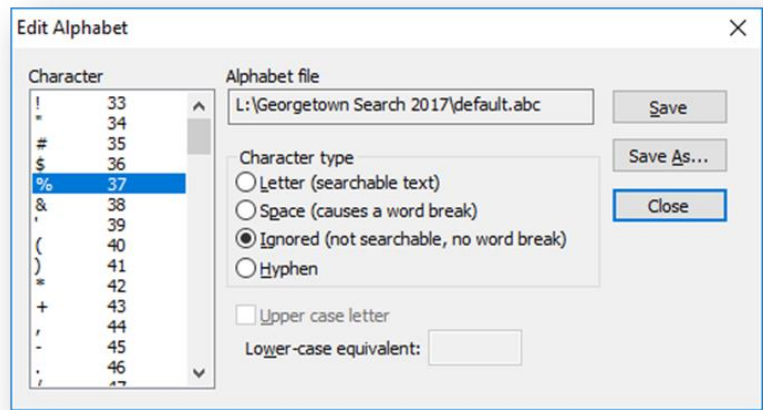 Edit Alphabet
Character
! 33
" 34
# 35
$ 36
% 37
& 38
' 39
( 40
) 41
* 42
+ 43
, 44
- 45
. 46
/ 47
Alphabet file
L:\Georgetown Search 2017\default.abc
Character type
Letter (searchable text)
Space (causes a word break)
Ignored (not searchable, no word break)
Hyphen
Upper case letter
Lower-case equivalent:
Save
Save As...
Close